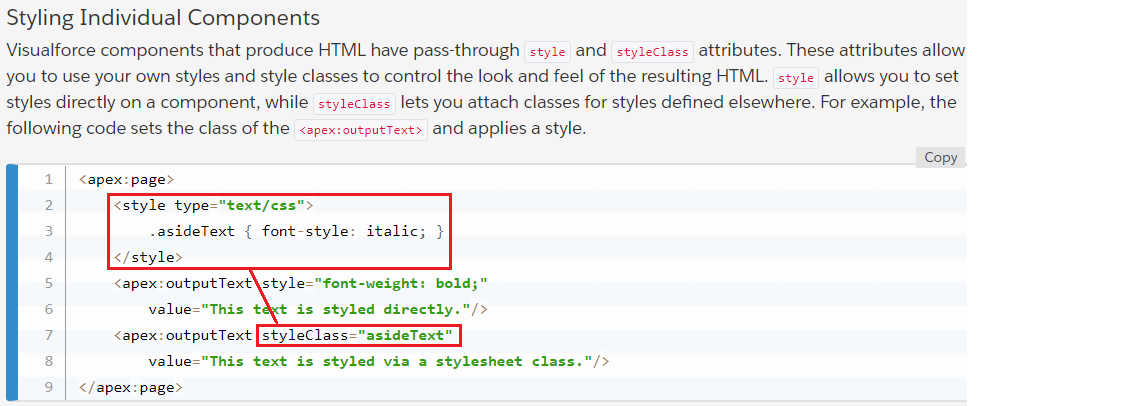 Styling Individual Components
Visualforce components that produce HTML have pass-through style and styleClass attributes. These attributes allow
you to use your own styles and style classes to control the look and feel of the resulting HTML. style allows you to set
styles directly on a component, while styleClass lets you attach classes for styles defined elsewhere. For example, the
following code sets the class of the <apex:outputText> and applies a style.
Copy
1 <apex:page>
2 <style type="text/css">
3 .asideText { font-style: italic; }
4 </style>
5 <apex:outputText style="font-weight: bold;"
6 value="This text is styled directly."/>
7 <apex:outputText styleClass="asideText"
8 value="This text is styled via a stylesheet class."/>
9 </apex:page>